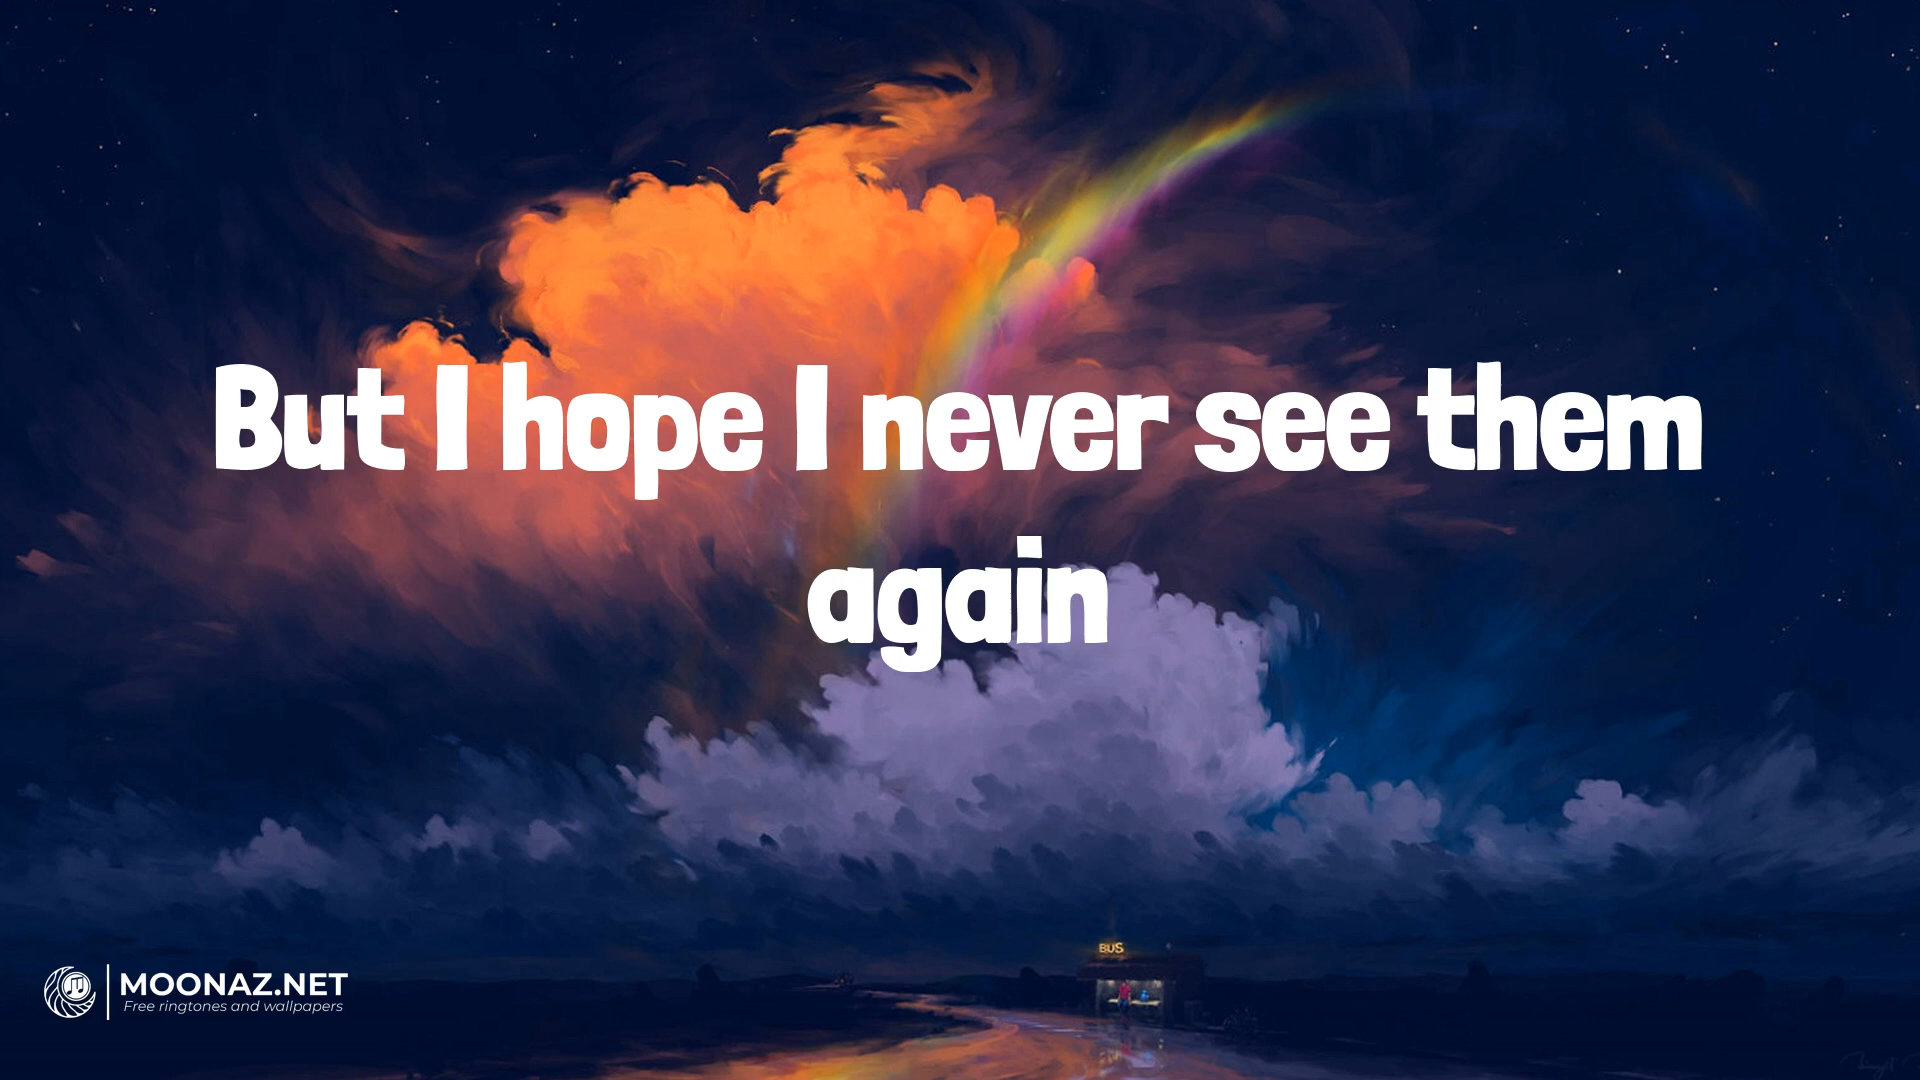 But I hope I never see them
again
BUS
MOONAZ.NET
Free ringtones and wallpapers